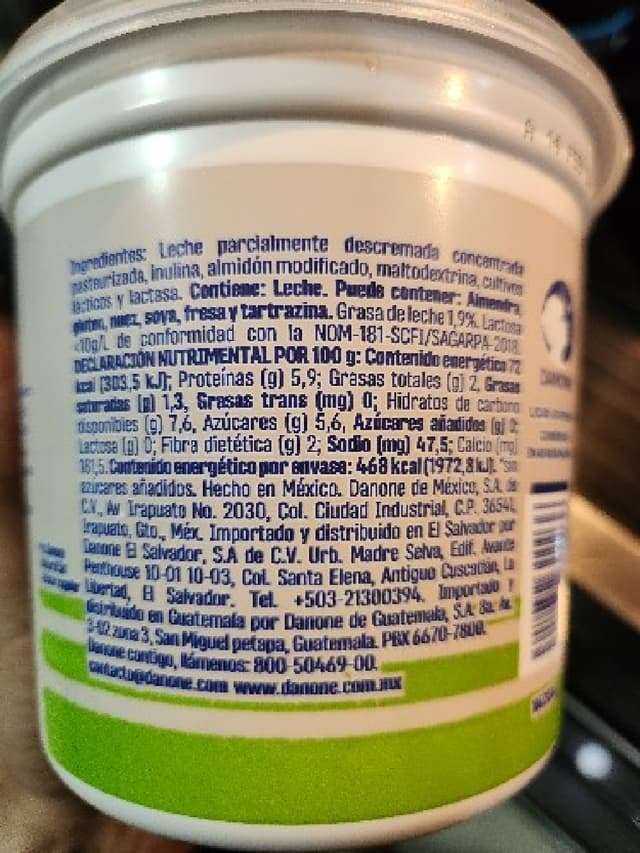 Ingredientes: Leche parcialmente descremada concentrada
pasteurizada, inulina, almidón modificado, maltodextrina, cultivos
lácticos y lactasa. Contiene: Leche. Puede contener: Almendra,
gluten, nuez, soya, fresa y tartrazina. Grasa de leche 1,9%. Lactosa
<10g/L de conformidad con la NOM-181-SCFI/SAGARPA-2018.
DECLARACIÓN NUTRIMENTAL POR 100 g: Contenido energético 72
kcal (303,5 kJ); Proteínas (g) 5,9; Grasas totales (g) 2, Grasas
saturadas (g) 1,3, Grasas trans (mg) 0; Hidratos de carbono
disponibles (g) 7,6, Azúcares (g) 5,6, Azúcares añadidos (g) 0;
Lactosa (g) 0; Fibra dietética (g) 2; Sodio (mg) 47,5; Calcio (mg)
181,5. Contenido energético por envase: 468 kcal (1972,8 kJ). *sin
azúcares añadidos. Hecho en México. Danone de México, S.A. de
C.V., Av Irapuato No. 2030, Col. Ciudad Industrial, C.P. 36541,
Irapuato, Gto., Méx. Importado y distribuido en El Salvador por
Danone El Salvador, S.A de C.V. Urb. Madre Selva, Edif. Avante
Penthouse 10-01 10-03, Col. Santa Elena, Antiguo Cuscatlán, La
Libertad, El Salvador. Tel. +503-21300394. Importado y
distribuido en Guatemala por Danone de Guatemala, S.A. 8a. Av.
3-02 zona 3, San Miguel petapa, Guatemala. PBX 6670-7800.
Danone contigo, llámenos: 800-50469-00.
contacto@danone.com www.danone.com.mx
DANONE